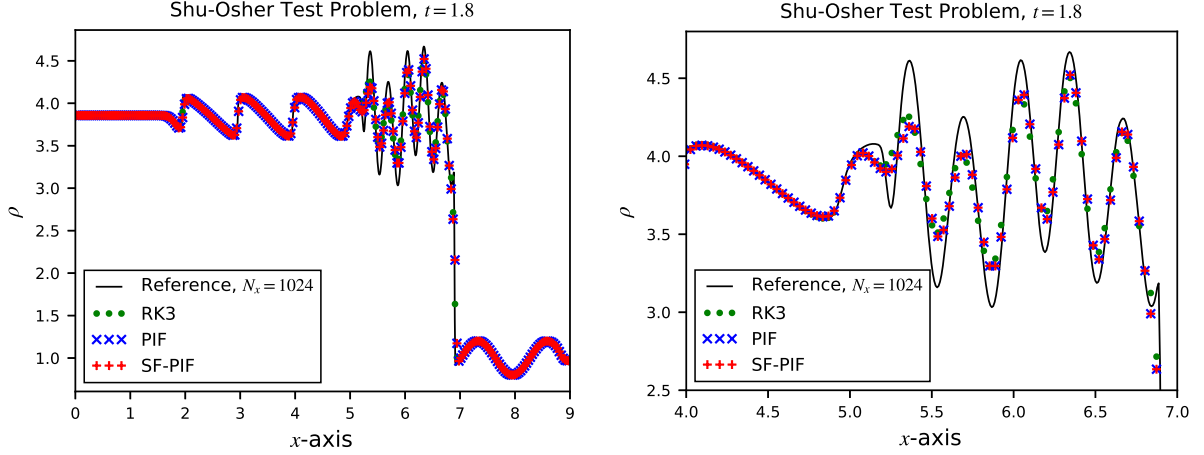 Shu-Osher Test Problem, t = 1.8
ρ
4.5
4.0
3.5
3.0
2.5
2.0
1.5
1.0
Reference, Nx = 1024
RK3
PIF
SF-PIF
0 1 2 3 4 5 6 7 8 9
x-axis
Shu-Osher Test Problem, t = 1.8
ρ
4.5
4.0
3.5
3.0
2.5
Reference, Nx = 1024
RK3
PIF
SF-PIF
4.0 4.5 5.0 5.5 6.0 6.5 7.0
x-axis